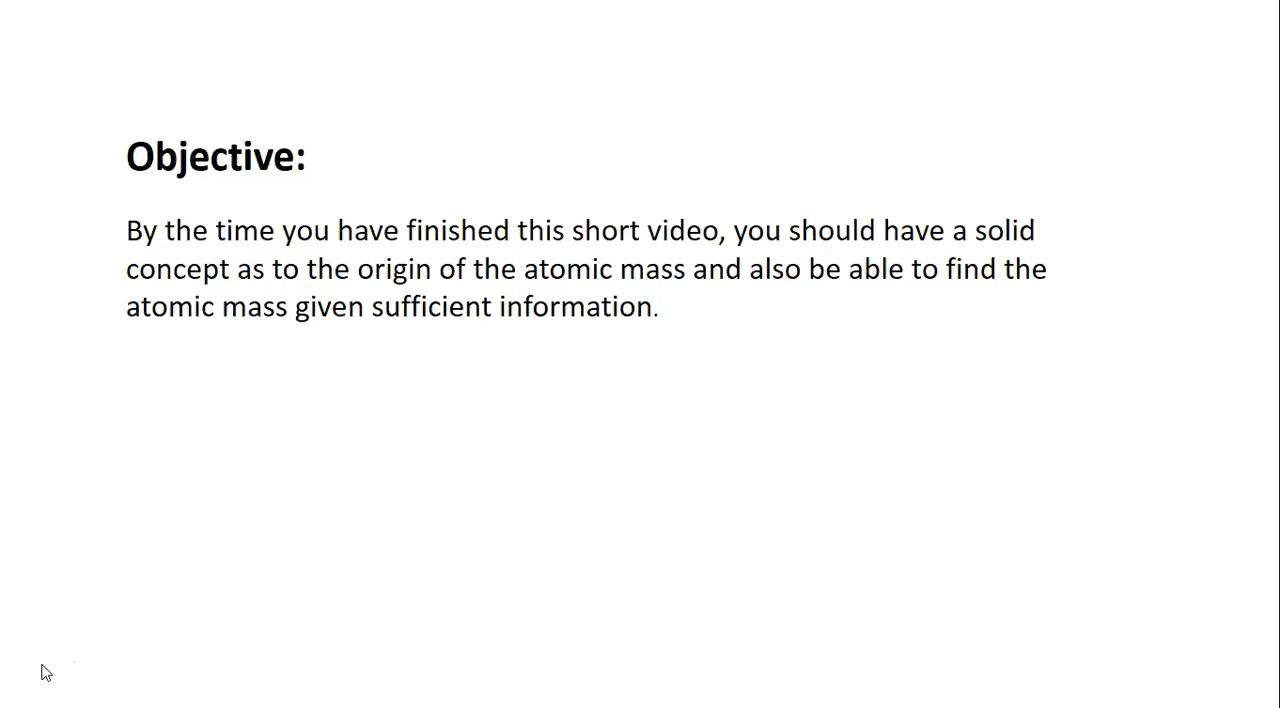 Objective:
By the time you have finished this short video, you should have a solid
concept as to the origin of the atomic mass and also be able to find the
atomic mass given sufficient information.